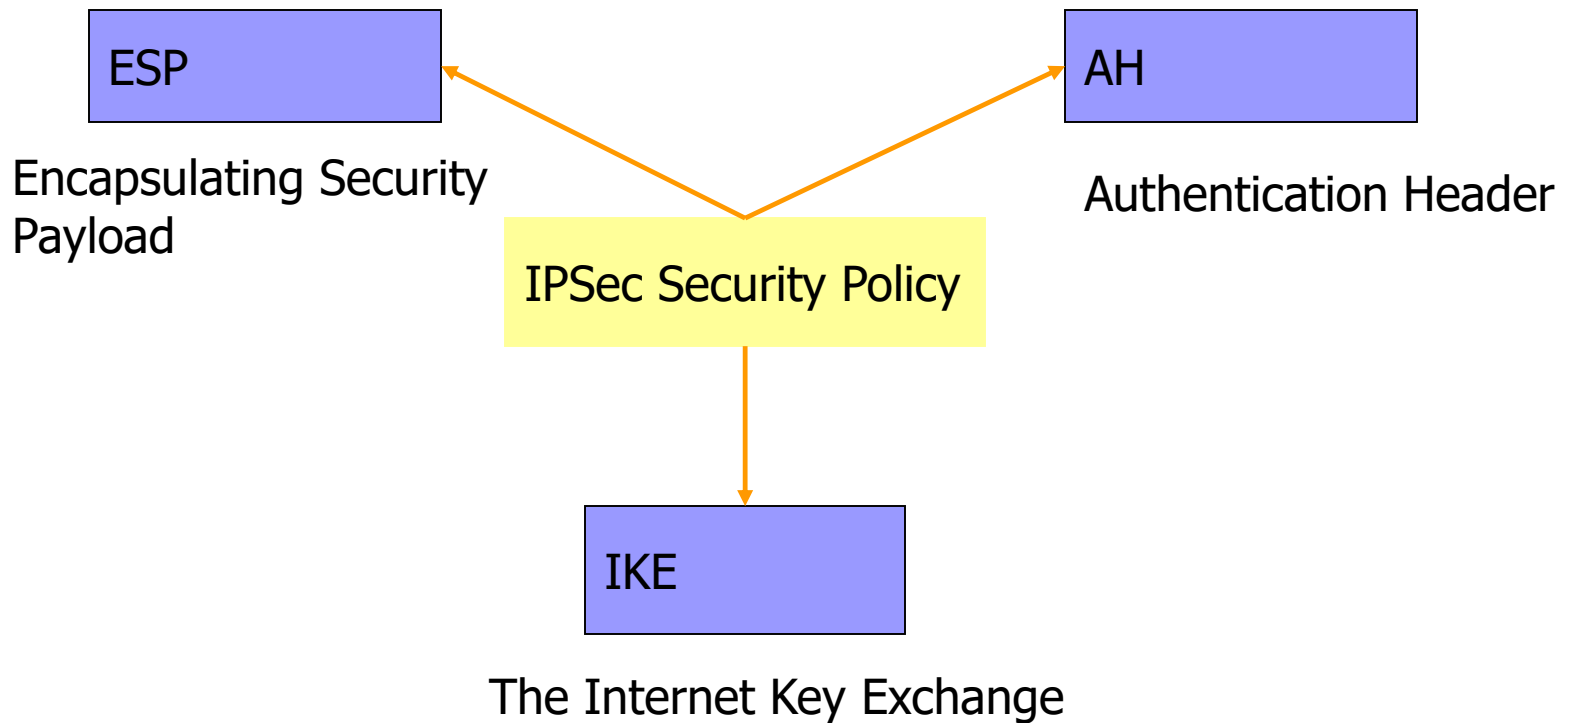 ESP
AH
Encapsulating Security
Payload
Authentication Header
IPSec Security Policy
IKE
The Internet Key Exchange